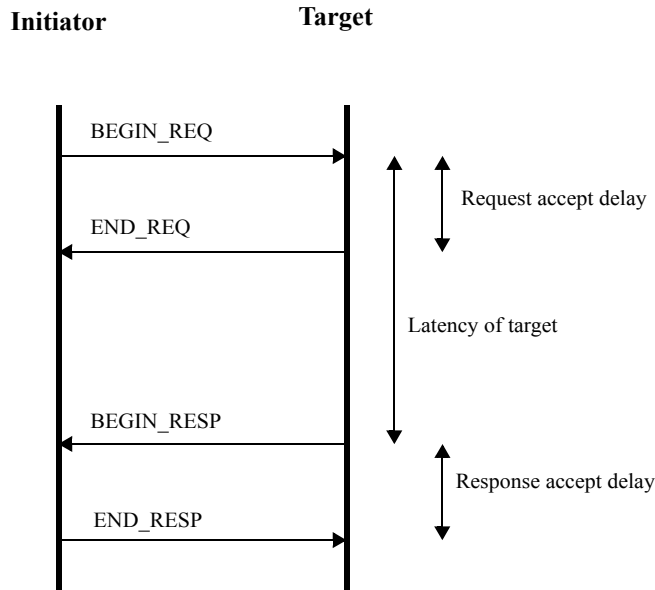 Initiator
Target
BEGIN_REQ
Request accept delay
END_REQ
Latency of target
BEGIN_RESP
Response accept delay
END_RESP